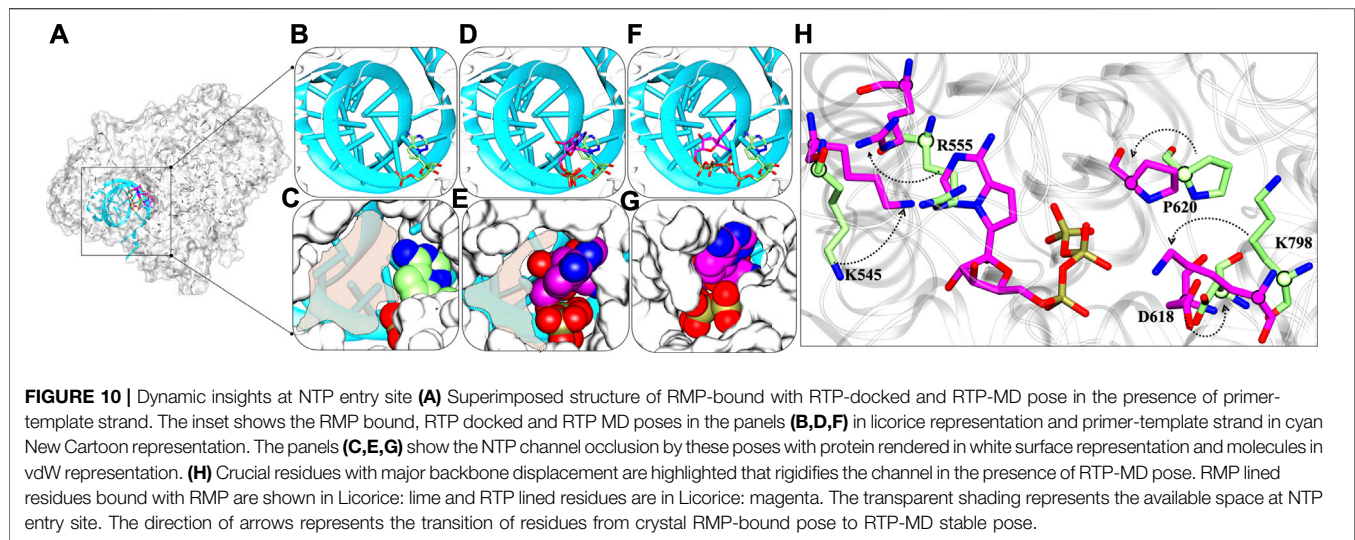 A
B
D
F
H
C
E
G
R555
K545
P620
K798
D618
FIGURE 10 | Dynamic insights at NTP entry site (A) Superimposed structure of RMP-bound with RTP-docked and RTP-MD pose in the presence of primer-
template strand. The inset shows the RMP bound, RTP docked and RTP MD poses in the panels (B,D,F) in licorice representation and primer-template strand in cyan
New Cartoon representation. The panels (C,E,G) show the NTP channel occlusion by these poses with protein rendered in white surface representation and molecules in
vdW representation. (H) Crucial residues with major backbone displacement are highlighted that rigidifies the channel in the presence of RTP-MD pose. RMP lined
residues bound with RMP are shown in Licorice: lime and RTP lined residues are in Licorice: magenta. The transparent shading represents the available space at NTP
entry site. The direction of arrows represents the transition of residues from crystal RMP-bound pose to RTP-MD stable pose.